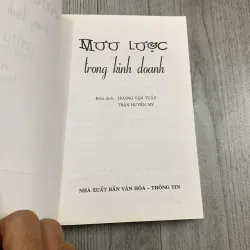 MƯU LƯỢC
trong kinh doanh
Biên dịch: HOÀNG VĂN TUẤN
TRẦN HUYỀN MY
NHÀ XUẤT BẢN VĂN HÓA - THÔNG TIN